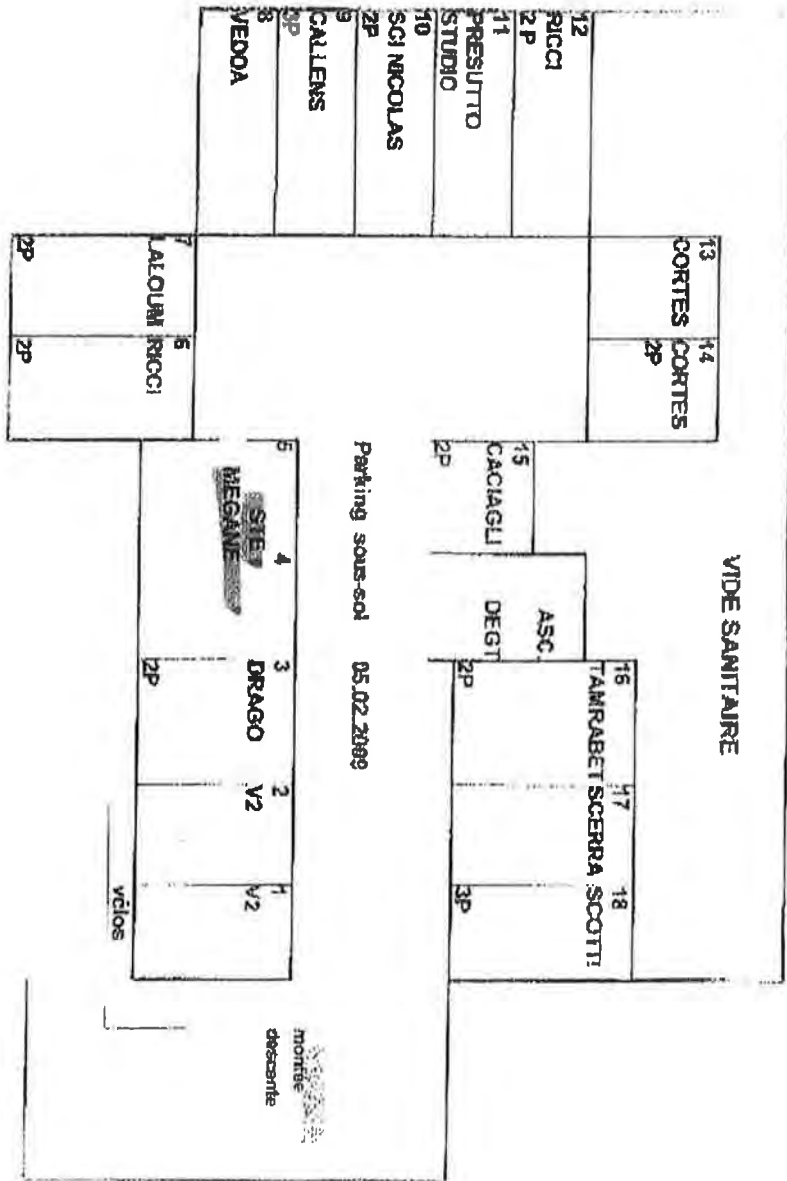 VIDE SANITAIRE
13
CORTES
14
CORTES
2P
12
RICCI
2 P
11
PRESUTTO
STUDIO
10
SCI NICOLAS
2P
9
CALLENS
3P
8
VEDOA
15
CACIAGLI
2P
ASC
DEGT
16
TAMRABET
2P
17
SCERRA
18
SCOTTI
3P
Parking sous-sol 05.02.2009
7
LALOUM
2P
6
RICCI
2P
5
4
STE
MEGANE
3
DRAGO
2P
2
V2
1
V2
vélos
montée
descente